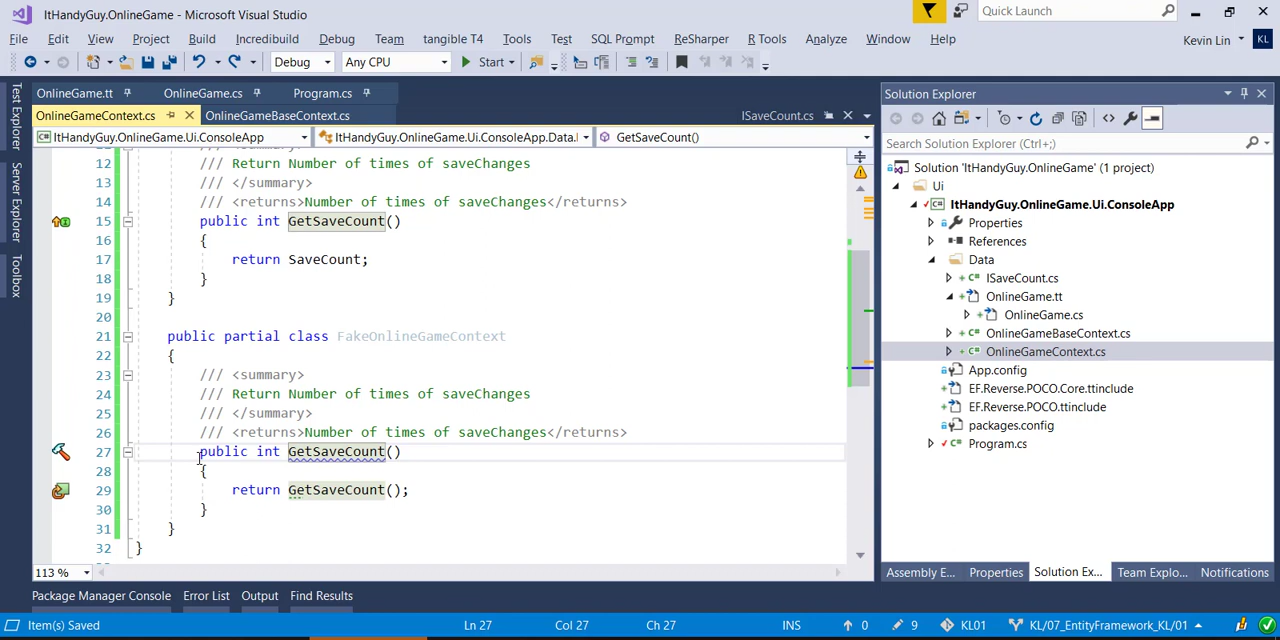 ItHandyGuy.OnlineGame - Microsoft Visual Studio
Quick Launch
File Edit View Project Build Incredibuild Debug Team tangible T4 Tools Test SQL Prompt ReSharper R Tools Analyze Window Help
Kevin Lin KL
Debug Any CPU Start
OnlineGame.tt OnlineGame.cs Program.cs
OnlineGameContext.cs OnlineGameBaseContext.cs ISaveCount.cs
ItHandyGuy.OnlineGame.Ui.ConsoleApp ItHandyGuy.OnlineGame.Ui.ConsoleApp.Data. GetSaveCount()
Test Explorer
Server Explorer
Toolbox
12 /// Return Number of times of saveChanges
13 /// </summary>
14 /// <returns>Number of times of saveChanges</returns>
15 public int GetSaveCount()
16 {
17 return SaveCount;
18 }
19 }
20
21 public partial class FakeOnlineGameContext
22 {
23 /// <summary>
24 /// Return Number of times of saveChanges
25 /// </summary>
26 /// <returns>Number of times of saveChanges</returns>
27 public int GetSaveCount()
28 {
29 return GetSaveCount();
30 }
31 }
32 }
113 %
Solution Explorer
Search Solution Explorer (Ctrl+;)
Solution 'ItHandyGuy.OnlineGame' (1 project)
Ui
ItHandyGuy.OnlineGame.Ui.ConsoleApp
Properties
References
Data
ISaveCount.cs
OnlineGame.tt
OnlineGame.cs
OnlineGameBaseContext.cs
OnlineGameContext.cs
App.config
EF.Reverse.POCO.Core.ttinclude
EF.Reverse.POCO.ttinclude
packages.config
Program.cs
Assembly E... Properties Solution Ex... Team Explo... Notifications
Package Manager Console Error List Output Find Results
Item(s) Saved Ln 27 Col 27 Ch 27 INS 0 9 KL01 KL/07_EntityFramework_KL/01